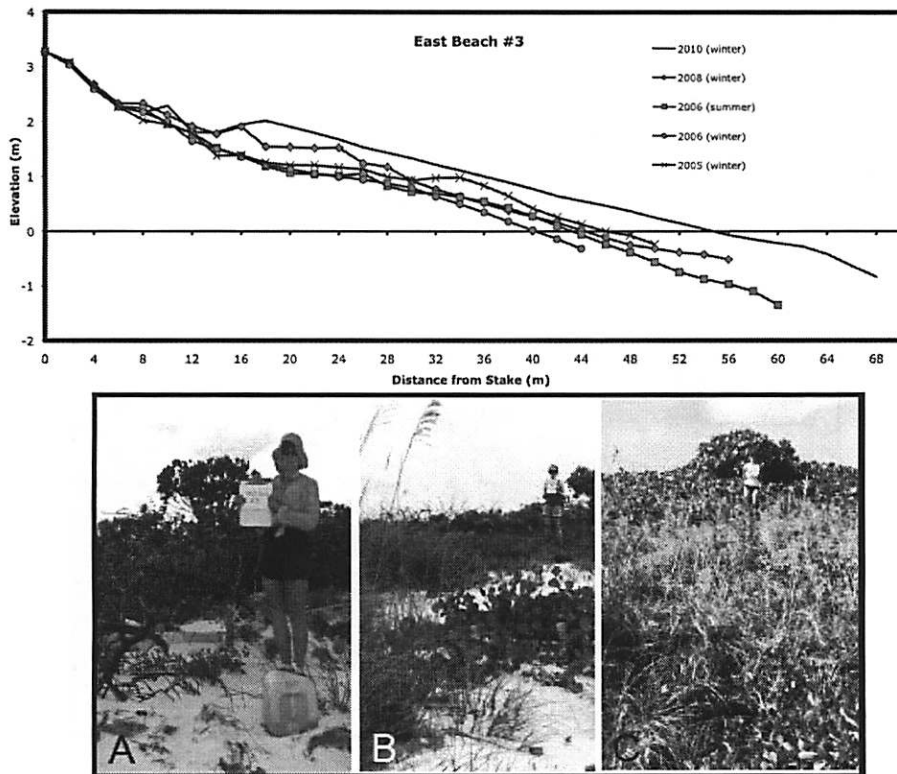 East Beach #3
2010 (winter)
2008 (winter)
2006 (summer)
2006 (winter)
2005 (winter)
Elevation (m)
4
3
2
1
0
-1
-2
0 4 8 12 16 20 24 28 32 36 40 44 48 52 56 60 64 68
Distance from Stake (m)
A
B
C